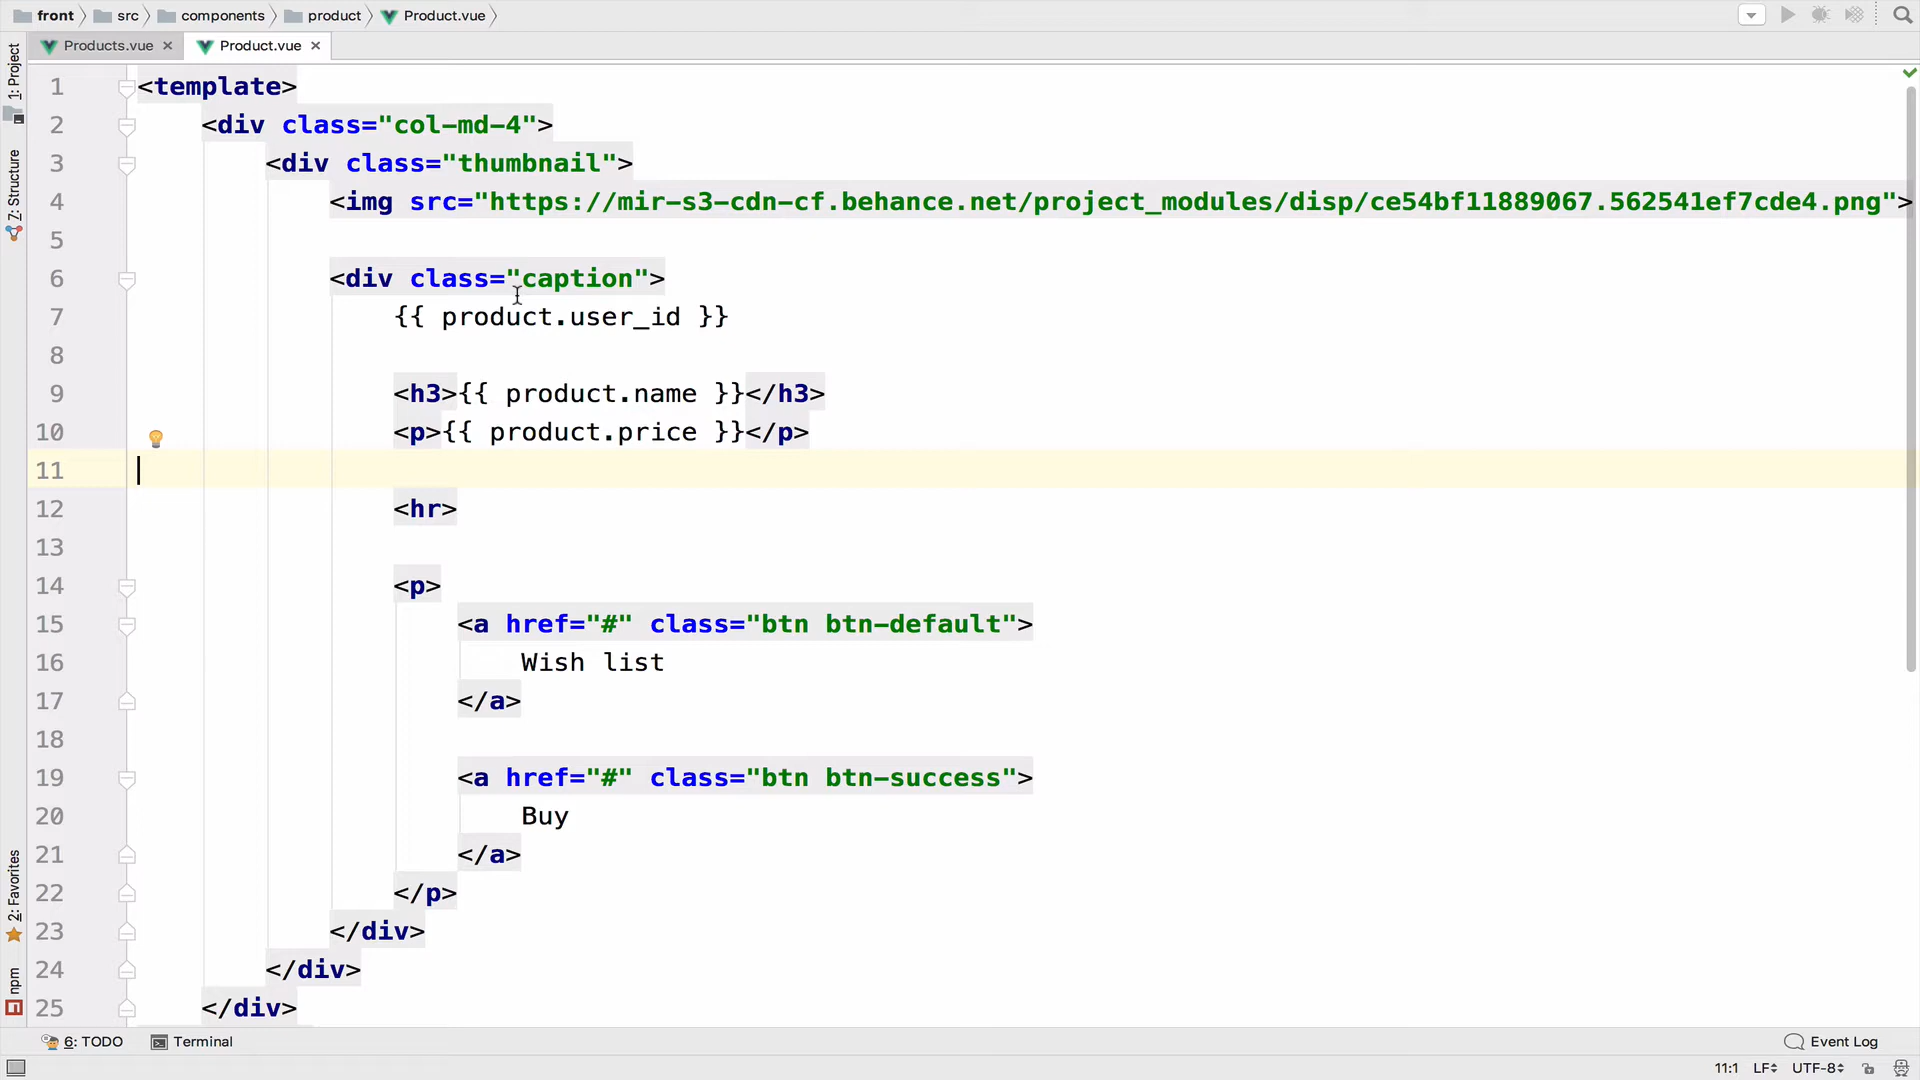 front src components product Product.vue
Products.vue Product.vue
1: Project
7: Structure
2: Favorites
npm
1 <template>
2 <div class="col-md-4">
3 <div class="thumbnail">
4 <img src="https://mir-s3-cdn-cf.behance.net/project_modules/disp/ce54bf11889067.562541ef7cde4.png">
5
6 <div class="caption">
7 {{ product.user_id }}
8
9 <h3>{{ product.name }}</h3>
10 <p>{{ product.price }}</p>
11
12 <hr>
13
14 <p>
15 <a href="#" class="btn btn-default">
16 Wish list
17 </a>
18
19 <a href="#" class="btn btn-success">
20 Buy
21 </a>
22 </p>
23 </div>
24 </div>
25 </div>
6: TODO Terminal Event Log
11:1 LF UTF-8